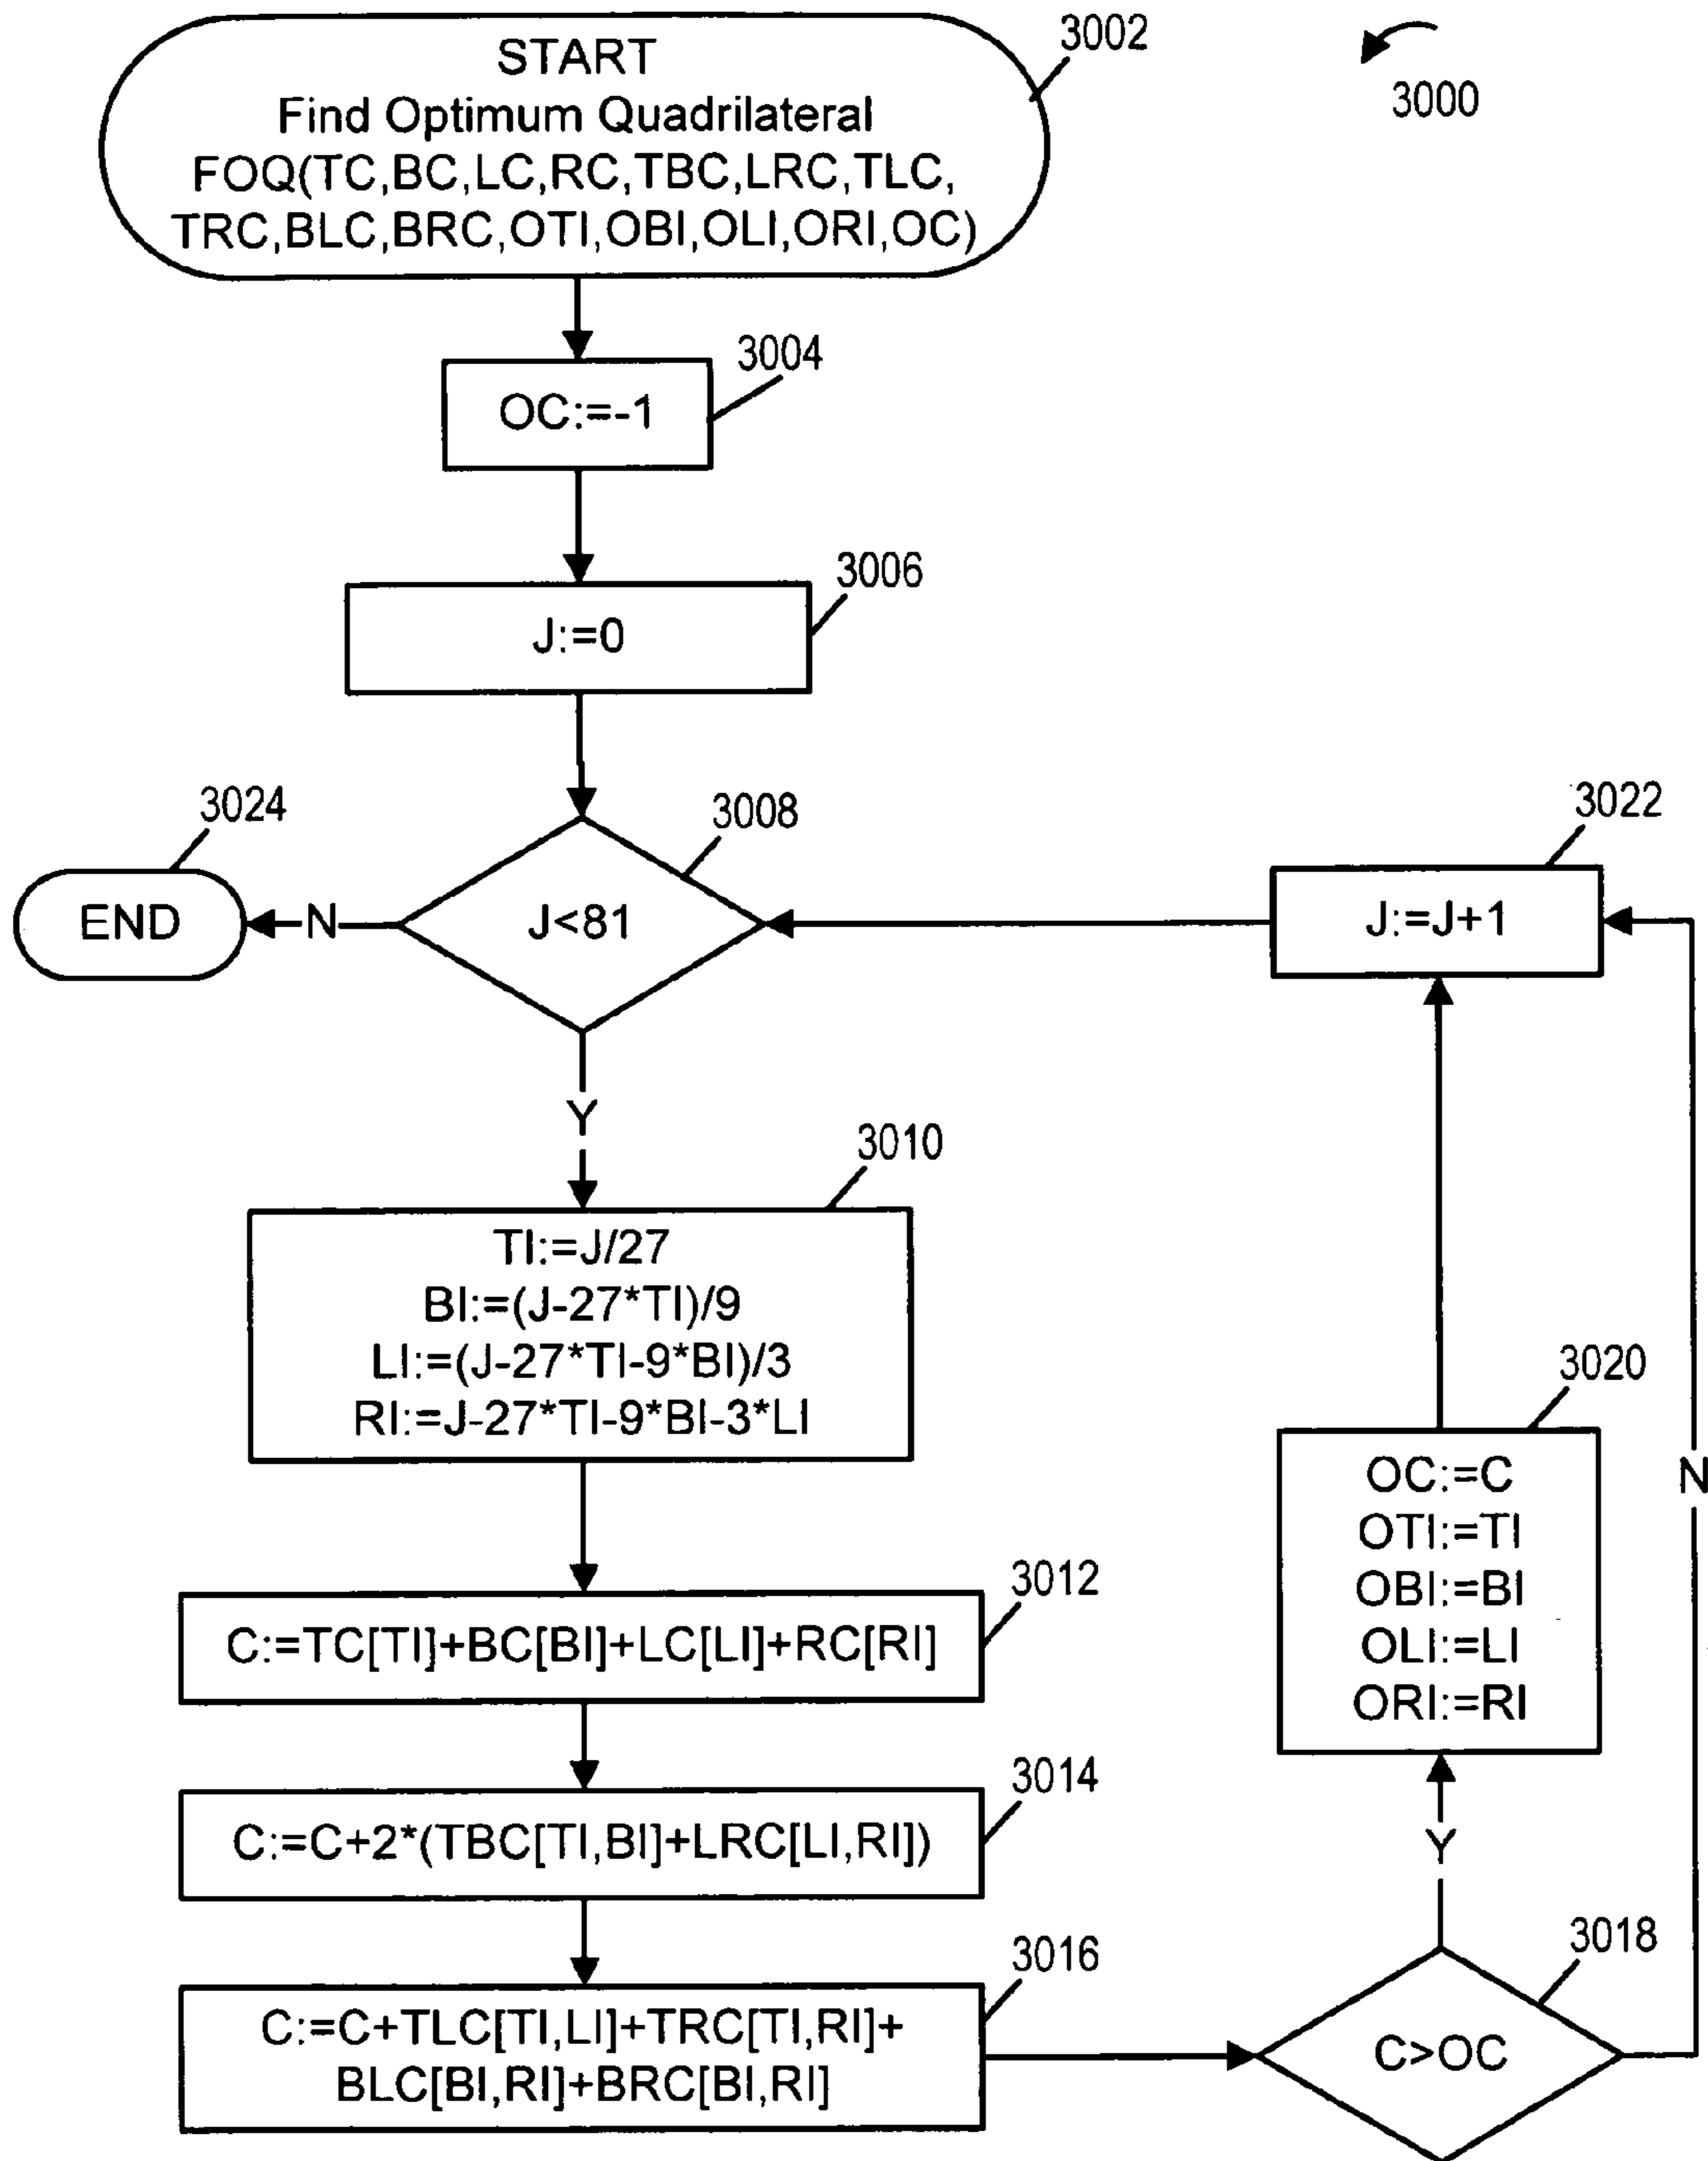 START
Find Optimum Quadrilateral
FOQ(TC,BC,LC,RC,TBC,LRC,TLC,
TRC,BLC,BRC,OTI,OBI,OLI,ORI,OC)
3002
3000
OC:=-1
3004
J:=0
3006
3024
END
N
3008
J<81
3022
J:=J+1
Y
3010
TI:=J/27
BI:=(J-27*TI)/9
LI:=(J-27*TI-9*BI)/3
RI:=J-27*TI-9*BI-3*LI
3012
C:=TC[TI]+BC[BI]+LC[LI]+RC[RI]
3014
C:=C+2*(TBC[TI,BI]+LRC[LI,RI])
3016
C:=C+TLC[TI,LI]+TRC[TI,RI]+
BLC[BI,RI]+BRC[BI,RI]
3018
C>OC
Y
N
3020
OC:=C
OTI:=TI
OBI:=BI
OLI:=LI
ORI:=RI